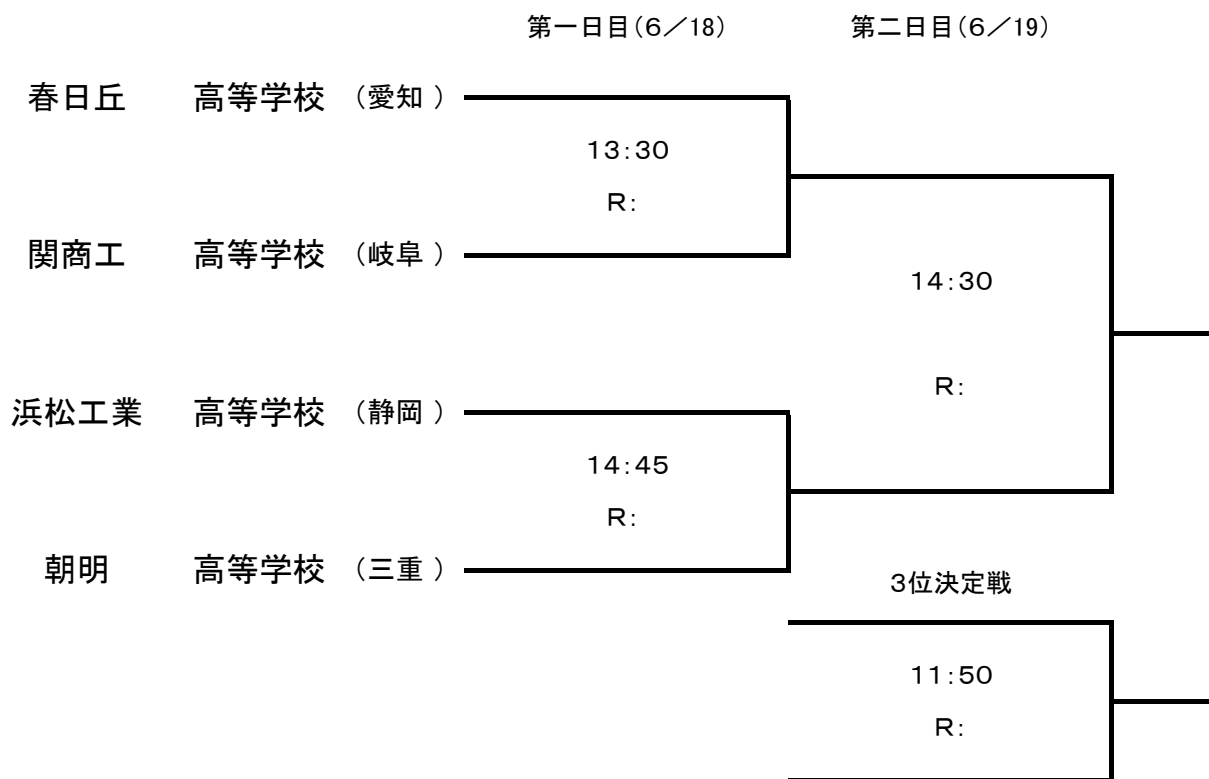 第一日目(6／18) 第二日目(6／19)
春日丘 高等学校 （愛知 ）
13:30
R:
関商工 高等学校 （岐阜 ）
14:30
R:
浜松工業 高等学校 （静岡 ）
14:45
R:
朝明 高等学校 （三重 ）
3位決定戦
11:50
R: